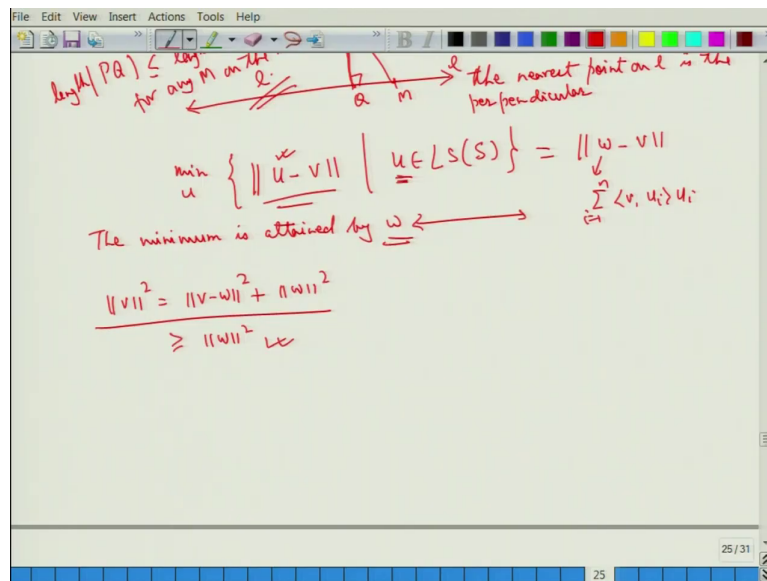 File Edit View Insert Actions Tools Help
length(PQ) ≤ leng
for any M on the
l.
Q M
l the nearest point on l is the
perpendicular
min u { ||u - v|| | u ∈ LS(S) } = ||w - v||
n Σ i=1 <v, ui> ui
The minimum is attained by w
||v||² = ||v-w||² + ||w||²
≥ ||w||²
25/31
25